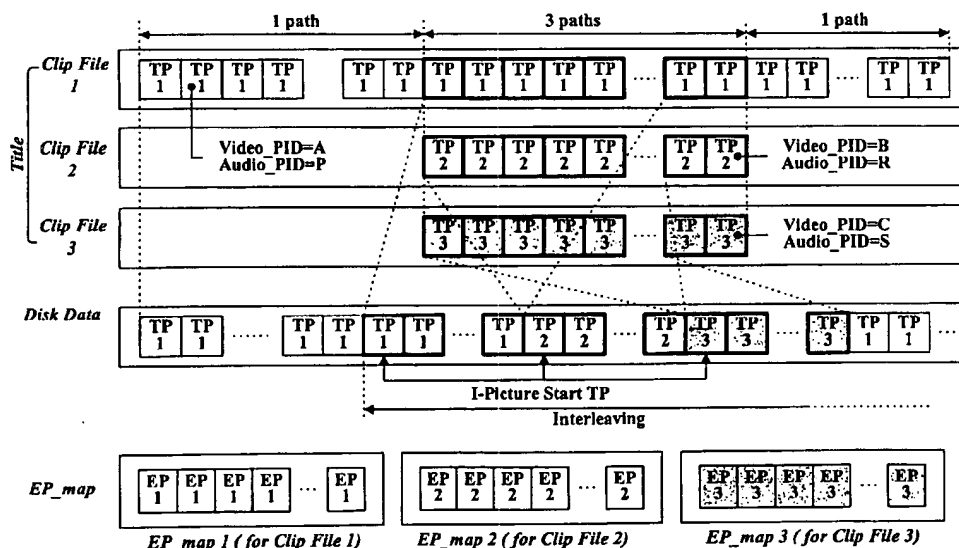 1 path 3 paths 1 path
Title
Clip File 1
TP 1 TP 1 TP 1 TP 1 TP 1 TP 1 TP 1 TP 1 TP 1 TP 1 TP 1 ····· TP 1 TP 1 TP 1 TP 1 ····· TP 1 TP 1
Video_PID=A
Audio_PID=P
Clip File 2
TP 2 TP 2 TP 2 TP 2 TP 2 ····· TP 2 TP 2
Video_PID=B
Audio_PID=R
Clip File 3
TP 3 TP 3 TP 3 TP 3 TP 3 ····· TP 3 TP 3
Video_PID=C
Audio_PID=S
Disk Data
TP 1 TP 1 ····· TP 1 TP 1 TP 1 TP 1 ····· TP 1 TP 2 TP 2 ····· TP 2 TP 3 TP 3 ····· TP 3 TP 1 TP 1 ·····
I-Picture Start TP
Interleaving
EP_map
EP 1 EP 1 EP 1 EP 1 ··· EP 1
EP 2 EP 2 EP 2 EP 2 ··· EP 2
EP 3 EP 3 EP 3 EP 3 ··· EP 3
EP_map 1 ( for Clip File 1)
EP_map 2 ( for Clip File 2)
EP_map 3 ( for Clip File 3)